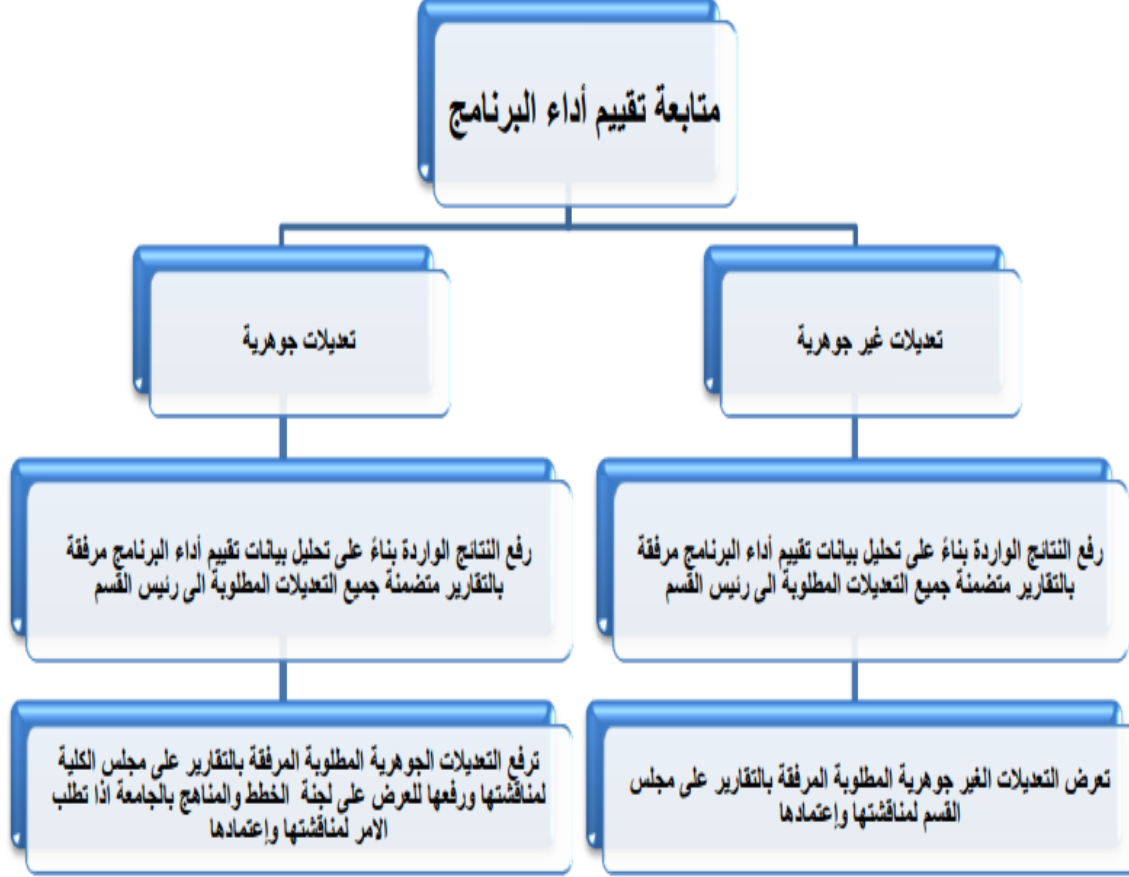 متابعة تقييم أداء البرنامج
تعديلات غير جوهرية
تعديلات جوهرية
رفع النتائج الواردة بناءً على تحليل بيانات تقييم أداء البرنامج مرفقة
بالتقارير متضمنة جميع التعديلات المطلوبة الى رئيس القسم
رفع النتائج الواردة بناءً على تحليل بيانات تقييم أداء البرنامج مرفقة
بالتقارير متضمنة جميع التعديلات المطلوبة الى رئيس القسم
تعرض التعديلات الغير جوهرية المطلوبة المرفقة بالتقارير على مجلس
القسم لمناقشتها وإعتمادها
ترفع التعديلات الجوهرية المطلوبة المرفقة بالتقارير على مجلس الكلية
لمناقشتها ورفعها للعرض على لجنة الخطط والمناهج بالجامعة اذا تطلب
الامر لمناقشتها وإعتمادها